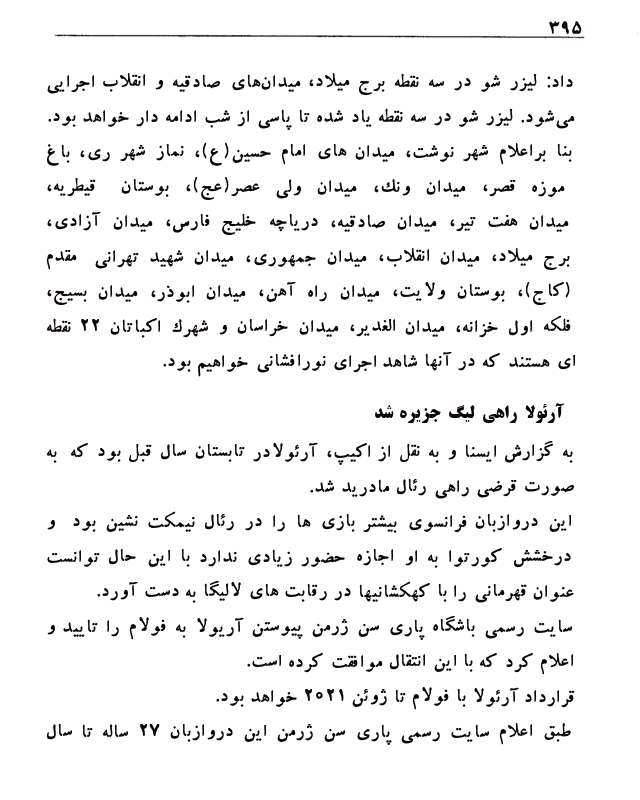 ۳۹۵
داد: لیزر شو در سه نقطه برج میلاد، میدان‌های صادقیه و انقلاب اجرایی
می‌شود. لیزر شو در سه نقطه یاد شده تا پاسی از شب ادامه دار خواهد بود.
بنا براعلام شهر نوشت، میدان های امام حسین(ع)، نماز شهر ری، باغ
موزه قصر، میدان ونك، میدان ولی عصر(عج)، بوستان قیطریه،
میدان هفت تیر، میدان صادقیه، دریاچه خلیج فارس، میدان آزادی،
برج میلاد، میدان انقلاب، میدان جمهوری، میدان شهید تهرانی مقدم
(کاج)، بوستان ولایت، میدان راه آهن، میدان ابوذر، میدان بسیج،
فلکه اول خزانه، میدان الغدیر، میدان خراسان و شهرك اکباتان ۲۲ نقطه
ای هستند که در آنها شاهد اجرای نورافشانی خواهیم بود.
آرئولا راهی لیگ جزیره شد
به گزارش ایسنا و به نقل از اکیپ، آرئولادر تابستان سال قبل بود که به
صورت قرضی راهی رئال مادرید شد.
این دروازبان فرانسوی بیشتر بازی ها را در رئال نیمکت نشین بود و
درخشش کورتوا به او اجازه حضور زیادی ندارد با این حال توانست
عنوان قهرمانی را با کهکشانیها در رقابت های لالیگا به دست آورد.
سایت رسمی باشگاه پاری سن ژرمن پیوستن آریولا به فولام را تایید و
اعلام کرد که با این انتقال موافقت کرده است.
قرارداد آرئولا با فولام تا ژوئن ۲۰۲۱ خواهد بود.
طبق اعلام سایت رسمی پاری سن ژرمن این دروازبان ۲۷ ساله تا سال